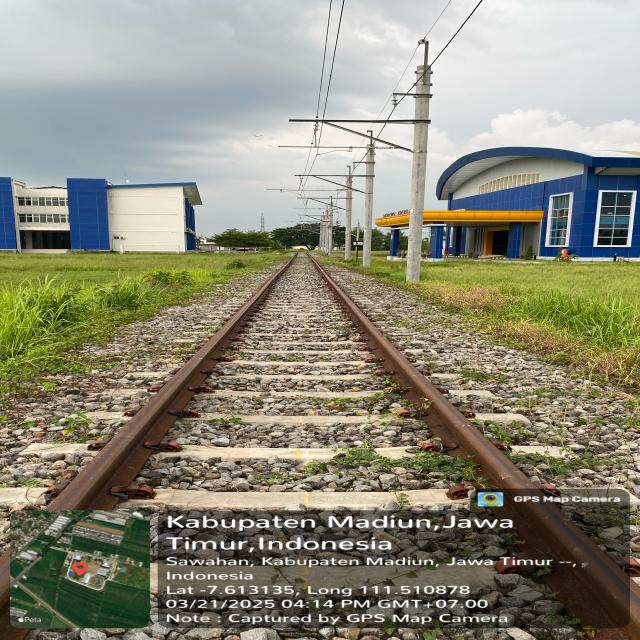 GPS Map Camera
Kabupaten Madiun,Jawa
Timur,Indonesia
Sawahan, Kabupaten Madiun, Jawa Timur --,
Indonesia
Lat -7.613135, Long 111.510878
03/21/2025 04:14 PM GMT+07.00
Note : Captured by GPS Map Camera
Peta